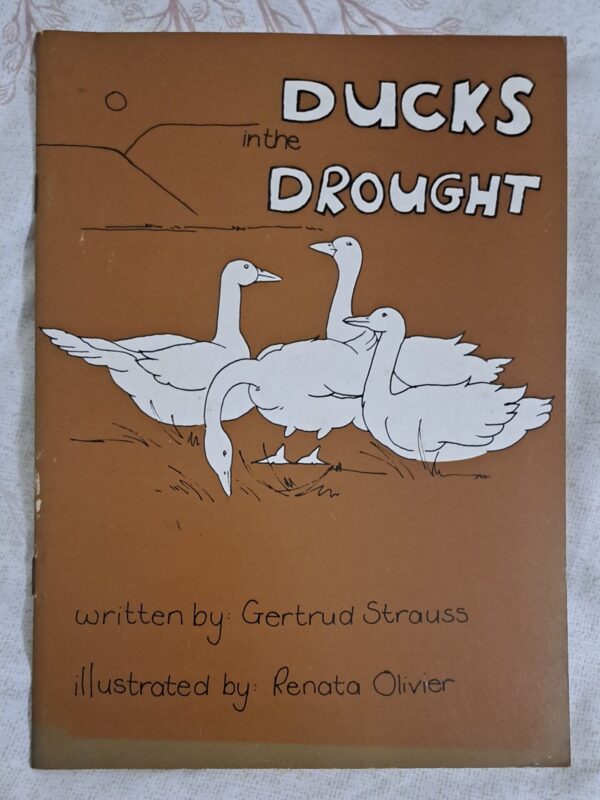 DUCKS
in the
DROUGHT
written by: Gertrud Strauss
illustrated by: Renata Olivier